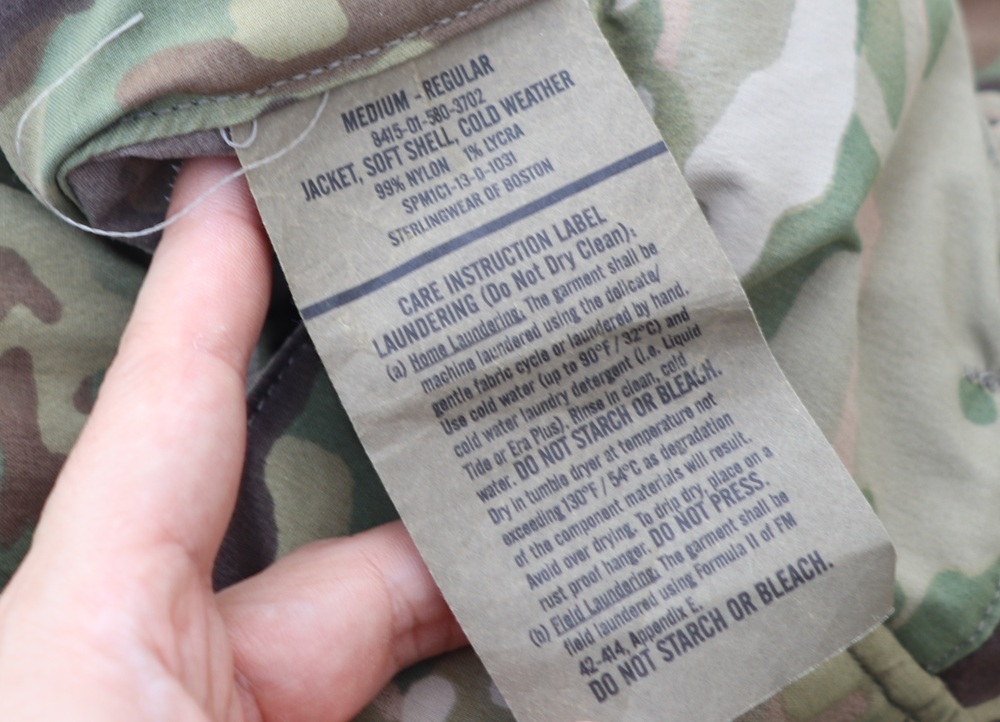 MEDIUM - REGULAR
8415-01-580-3702
JACKET, SOFT SHELL, COLD WEATHER
99% NYLON 1% LYCRA
SPM1C1-13-D-1031
STERLINGWEAR OF BOSTON
CARE INSTRUCTION LABEL
LAUNDERING (Do Not Dry Clean):
(a) Home Laundering. The garment shall be
machine laundered using the delicate/
gentle fabric cycle or laundered by hand.
Use cold water (up to 90°F / 32°C) and
cold water laundry detergent (i.e. Liquid
Tide or Era Plus). Rinse in clean, cold
water. DO NOT STARCH OR BLEACH.
Dry in tumble dryer at temperature not
exceeding 130°F / 54°C as degradation
of the component materials will result.
Avoid over drying. To drip dry, place on a
rust proof hanger. DO NOT PRESS.
(b) Field Laundering. The garment shall be
field laundered using Formula II of FM
42-414, Appendix E.
DO NOT STARCH OR BLEACH.